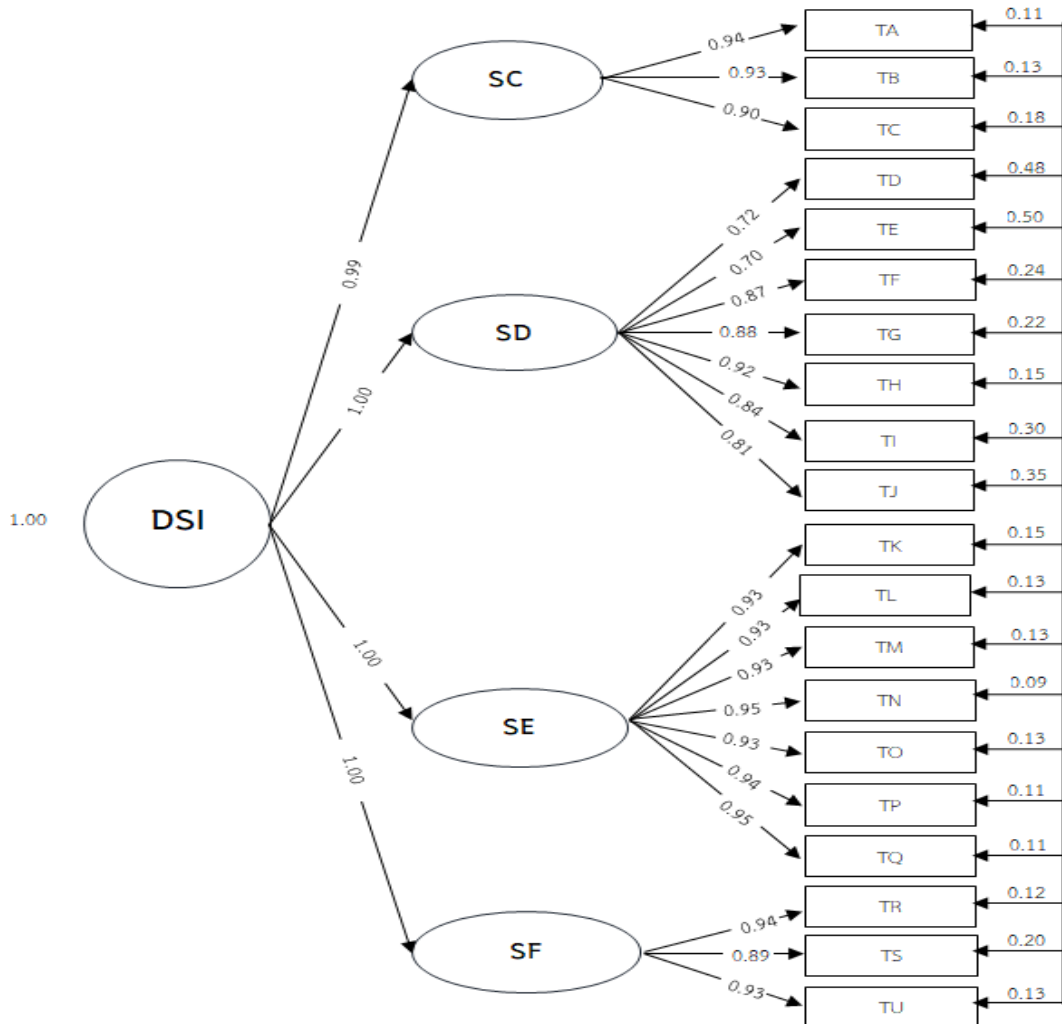 TA
0.11
0.94
SC
0.93
TB
0.13
0.90
TC
0.18
TD
0.48
0.72
0.99
TE
0.50
0.70
TF
0.24
0.87
SD
0.88
TG
0.22
0.92
TH
0.15
1.00
0.84
TI
0.30
0.81
TJ
0.35
1.00
DSI
TK
0.15
0.93
TL
0.13
0.93
TM
0.13
0.93
1.00
TN
0.09
0.95
SE
0.93
TO
0.13
1.00
0.94
TP
0.11
0.95
TQ
0.11
TR
0.12
0.94
SF
0.89
TS
0.20
0.93
TU
0.13